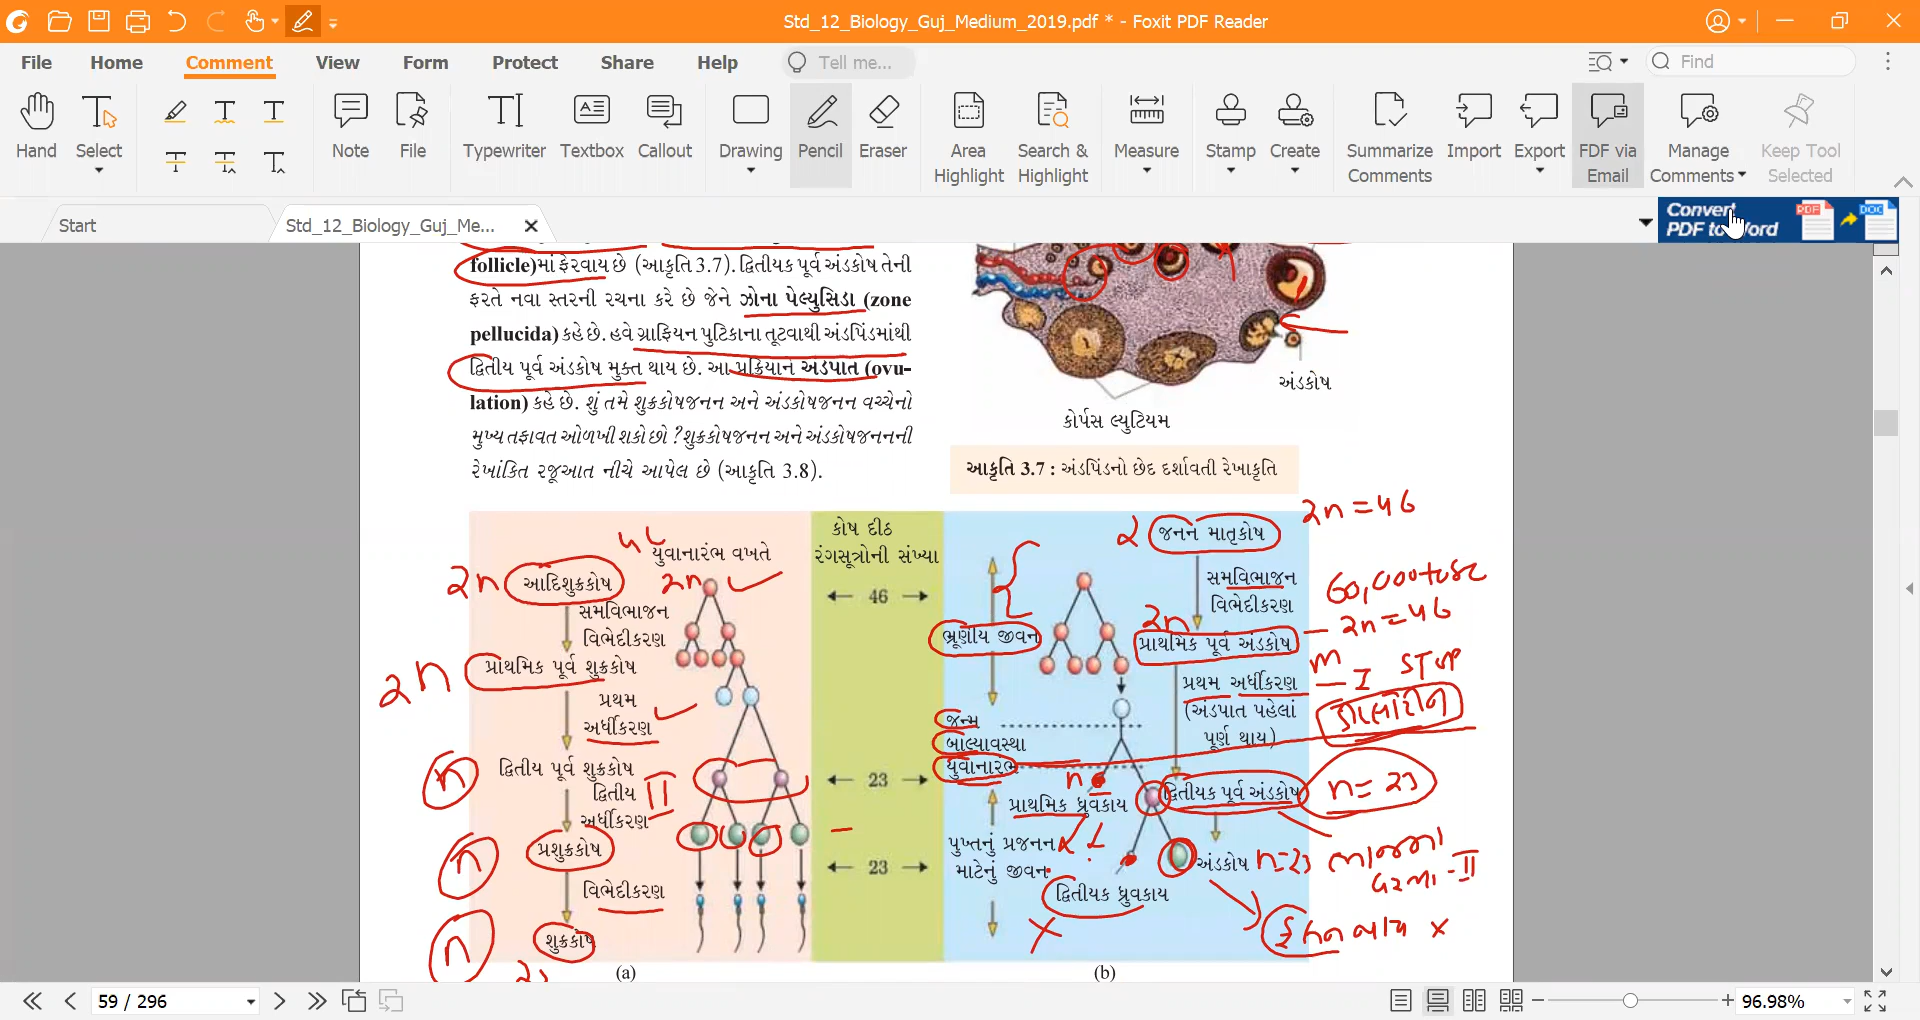 Std_12_Biology_Guj_Medium_2019.pdf * - Foxit PDF Reader
File Home Comment View Form Protect Share Help Tell me... Find
Hand Select Note File Typewriter Textbox Callout Drawing Pencil Eraser Area Highlight Search & Highlight Measure Stamp Create Summarize Comments Import Export FDF via Email Manage Comments Keep Tool Selected
Start Std_12_Biology_Guj_Me...
Convert PDF to Word PDF DOC
follicle)માં ફેરવાય છે (આકૃતિ 3.7). દ્વિતીયક પૂર્વ અંડકોષ તેની
ફરતે નવા સ્તરની રચના કરે છે જેને ઝોના પેલ્યુસિડા (zone
pellucida) કહે છે. હવે ગ્રાફિયન પુટિકાના તૂટવાથી અંડપિંડમાંથી
દ્વિતીય પૂર્વ અંડકોષ મુક્ત થાય છે. આ પ્રક્રિયાને અંડપાત (ovu-
lation) કહે છે. શું તમે શુક્રકોષજનન અને અંડકોષજનન વચ્ચેનો
મુખ્ય તફાવત ઓળખી શકો છો ? શુક્રકોષજનન અને અંડકોષજનનની
રેખાંકિત રજૂઆત નીચે આપેલ છે (આકૃતિ 3.8).
અંડકોષ
કોર્પસ લ્યુટિયમ
આકૃતિ 3.7 : અંડપિંડનો છેદ દર્શાવતી રેખાકૃતિ
યુવાનારંભ વખતે
2n આદિશુક્રકોષ 2n
સમવિભાજન
વિભેદીકરણ
2n પ્રાથમિક પૂર્વ શુક્રકોષ
પ્રથમ
અર્ધીકરણ
n દ્વિતીય પૂર્વ શુક્રકોષ
દ્વિતીય II
અર્ધીકરણ
n પ્રશુક્રકોષ
વિભેદીકરણ
n શુક્રકોષ
(a)
કોષ દીઠ
રંગસૂત્રોની સંખ્યા
46
23
23
જનન માતૃકોષ 2n = 46
સમવિભાજન
વિભેદીકરણ 60,000
ભ્રૂણીય જીવન 2n પ્રાથમિક પૂર્વ અંડકોષ - 2n = 46
પ્રથમ અર્ધીકરણ M - I STOP
(અંડપાત પહેલાં
પૂર્ણ થાય)
જન્મ
બાલ્યાવસ્થા
યુવાનારંભ
n
પ્રાથમિક ધ્રુવકાય દ્વિતીયક પૂર્વ અંડકોષ n = 23
પુખ્તનું પ્રજનન
માટેનું જીવન
અંડકોષ n=23
II
દ્વિતીયક ધ્રુવકાય
(b)
59 / 296 96.98%